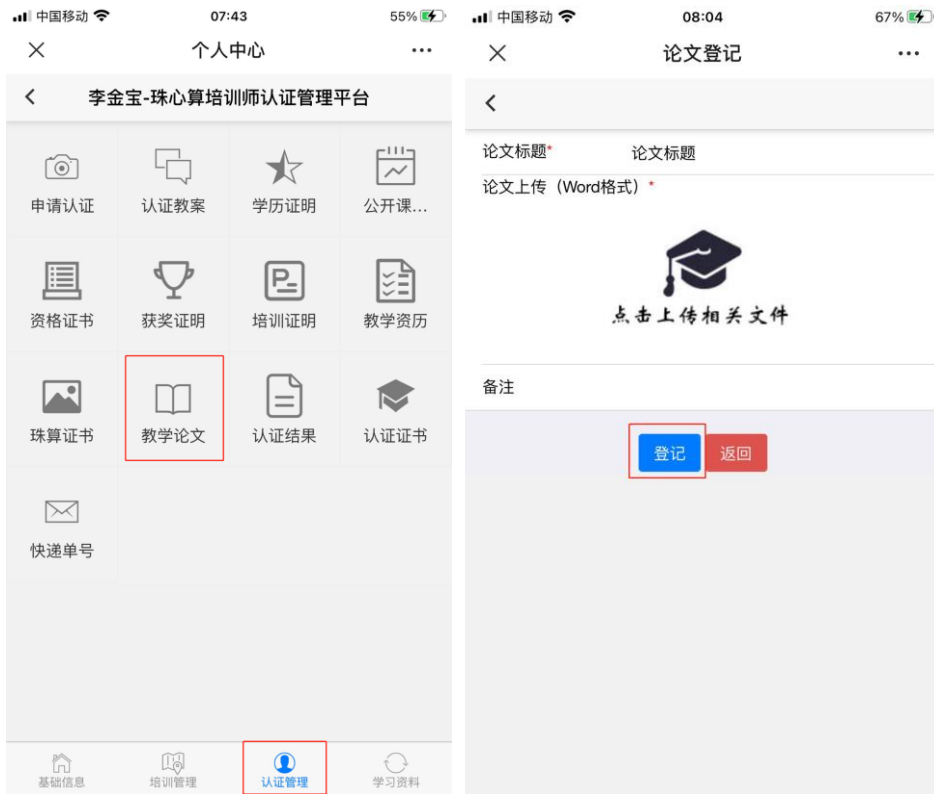 中国移动 07:43 55%
个人中心
李金宝-珠心算培训师认证管理平台
申请认证 认证教案 学历证明 公开课...
资格证书 获奖证明 培训证明 教学资历
珠算证书 教学论文 认证结果 认证证书
快递单号
基础信息 培训管理 认证管理 学习资料
中国移动 08:04 67%
论文登记
论文标题* 论文标题
论文上传（Word格式）*
点击上传相关文件
备注
登记 返回